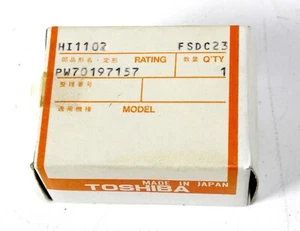 HI1102 FSDC23
部品形名・定格 RATING 数量 Q'TY
PW70197157 1
整理番号
適用機種 MODEL
MADE IN JAPAN
TOSHIBA